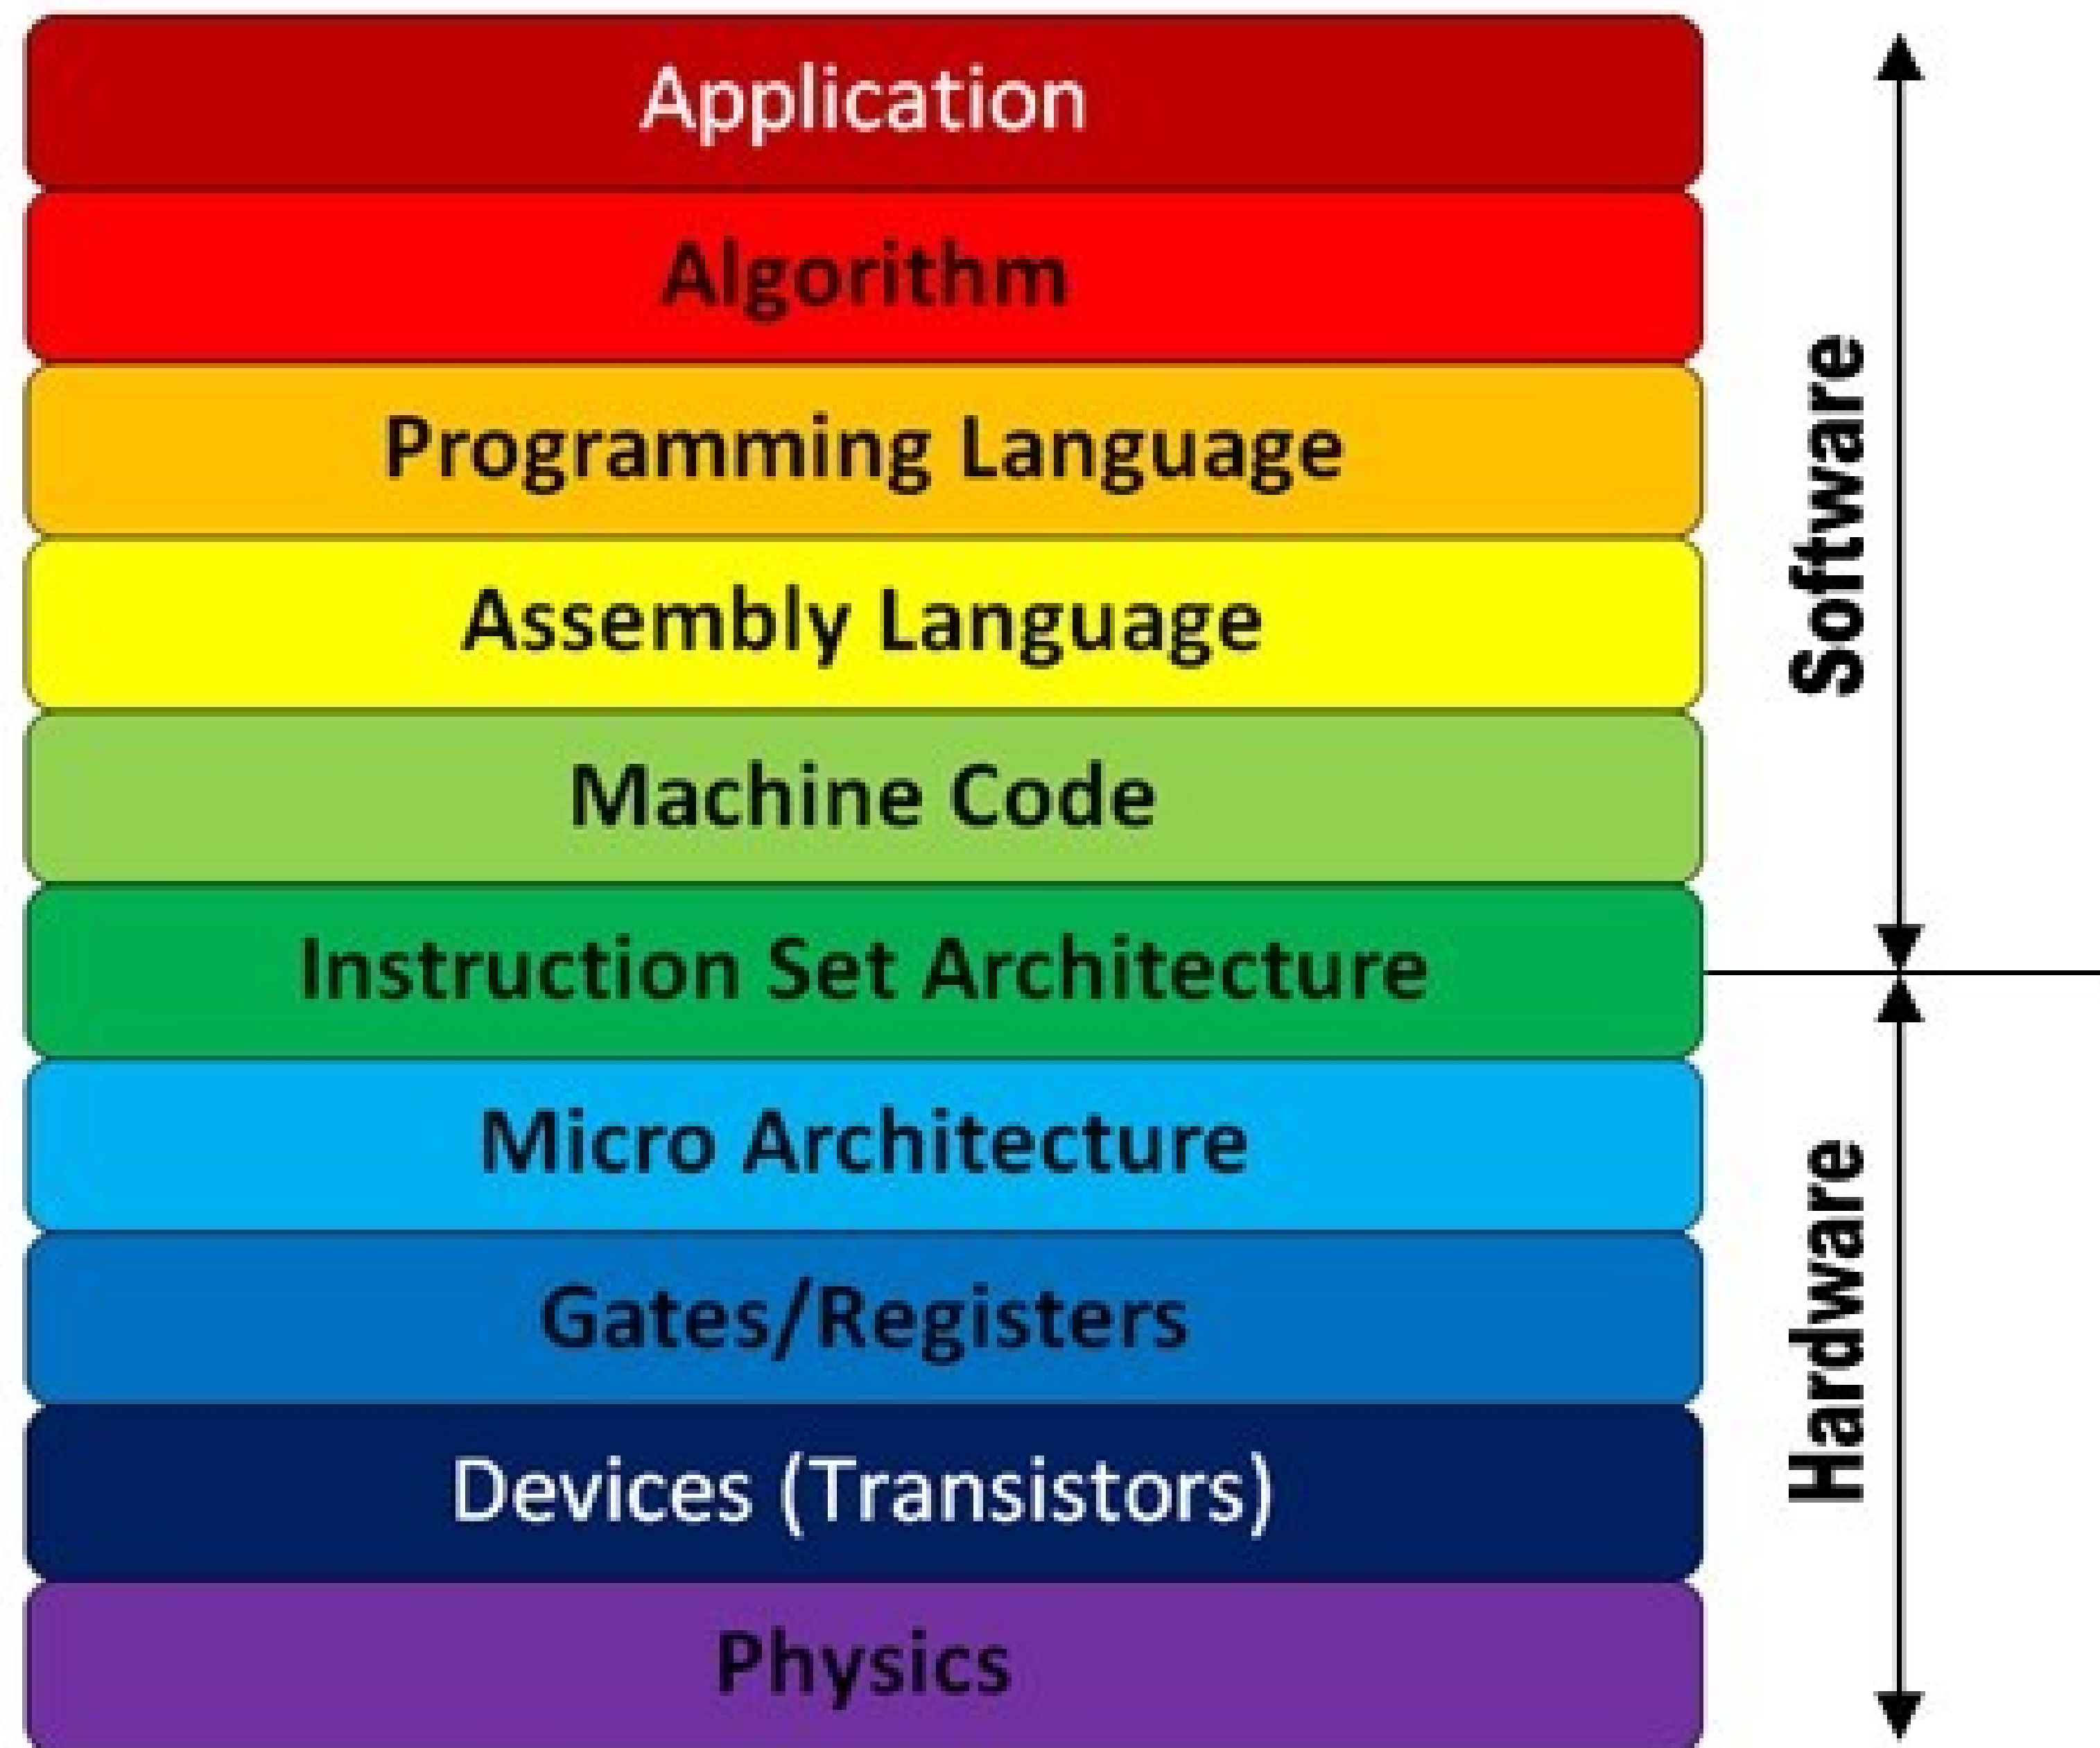 Application
Algorithm
Programming Language
Assembly Language
Machine Code
Instruction Set Architecture
Micro Architecture
Gates/Registers
Devices (Transistors)
Physics
Software
Hardware